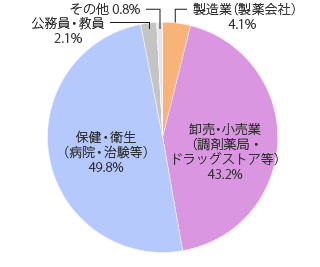 その他 0.8%
製造業（製薬会社）
4.1%
公務員・教員
2.1%
卸売・小売業
（調剤薬局・
ドラッグストア等）
43.2%
保健・衛生
（病院・治験等）
49.8%